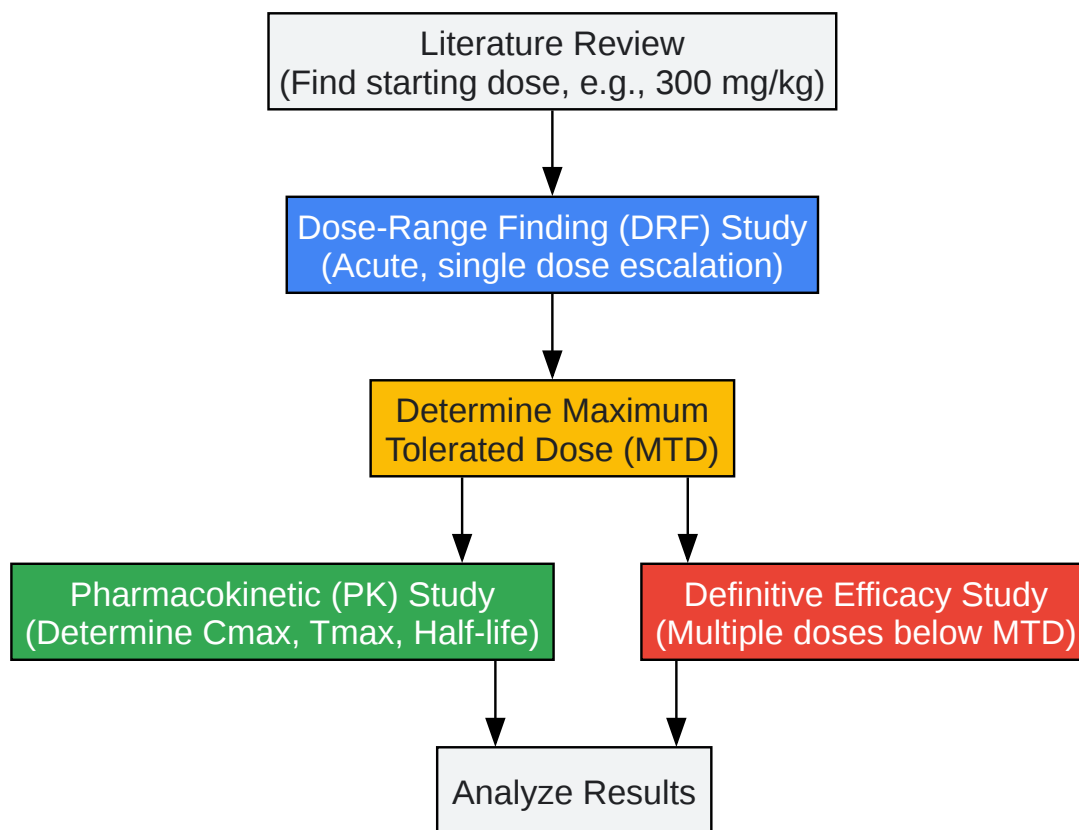 Literature Review
(Find starting dose, e.g., 300 mg/kg)
Dose-Range Finding (DRF) Study
(Acute, single dose escalation)
Determine Maximum
Tolerated Dose (MTD)
Pharmacokinetic (PK) Study
(Determine Cmax, Tmax, Half-life)
Definitive Efficacy Study
(Multiple doses below MTD)
Analyze Results